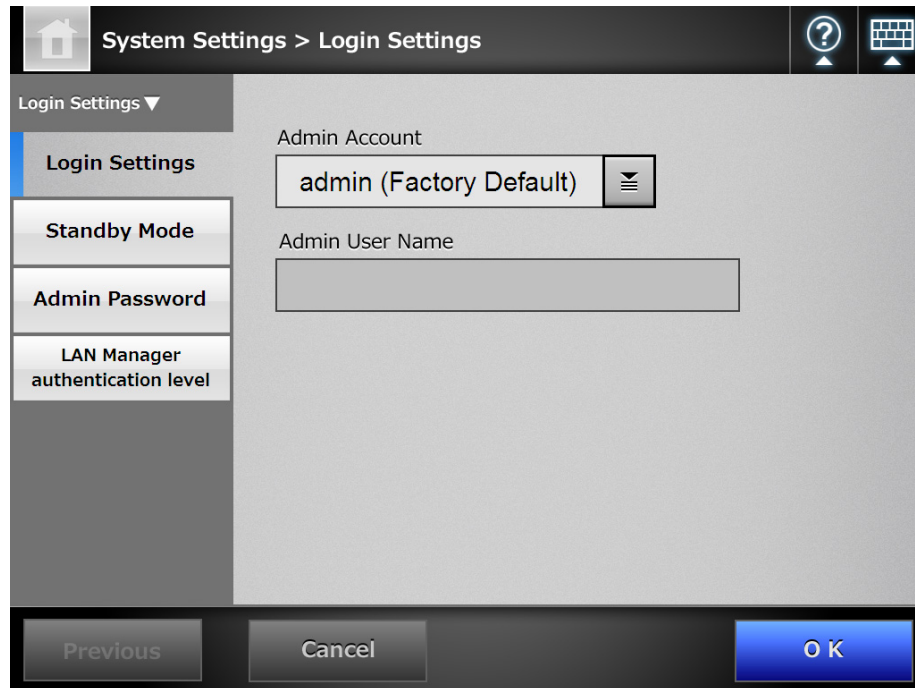 System Settings > Login Settings
?
Login Settings ▼
Login Settings
Standby Mode
Admin Password
LAN Manager
authentication level
Admin Account
admin (Factory Default)
Admin User Name
Previous
Cancel
OK